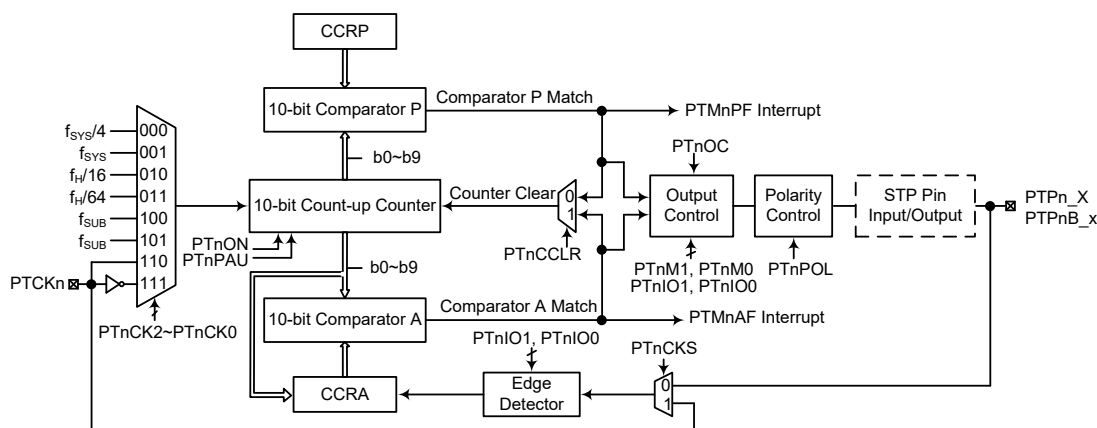 CCRP
10-bit Comparator P
Comparator P Match
PTMnPF Interrupt
fSYS/4
000
fSYS
001
fH/16
010
fH/64
011
fSUB
100
fSUB
101
110
111
PTCKn
PTnCK2~PTnCK0
b0~b9
10-bit Count-up Counter
Counter Clear
0
1
PTnCCLR
PTnON
PTnPAU
PTnOC
Output
Control
PTnM1, PTnM0
PTnIO1, PTnIO0
Polarity
Control
PTnPOL
STP Pin
Input/Output
PTPn_X
PTPnB_x
b0~b9
10-bit Comparator A
Comparator A Match
PTMnAF Interrupt
PTnIO1, PTnIO0
PTnCKS
CCRA
Edge
Detector
0
1